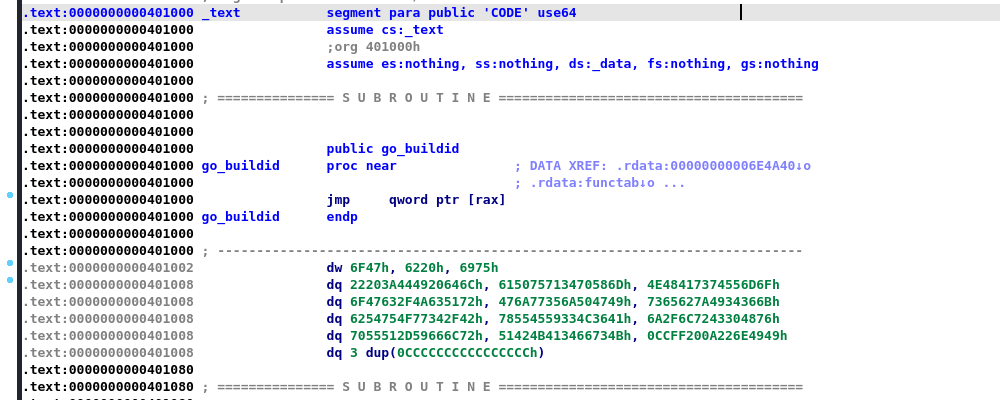 .text:0000000000401000 _text segment para public 'CODE' use64
.text:0000000000401000 assume cs:_text
.text:0000000000401000 ;org 401000h
.text:0000000000401000 assume es:nothing, ss:nothing, ds:_data, fs:nothing, gs:nothing
.text:0000000000401000
.text:0000000000401000 ; =============== S U B R O U T I N E =======================================
.text:0000000000401000
.text:0000000000401000
.text:0000000000401000 public go_buildid
.text:0000000000401000 go_buildid proc near ; DATA XREF: .rdata:00000000006E4A40↓o
.text:0000000000401000 ; .rdata:functab↓o ...
.text:0000000000401000 jmp qword ptr [rax]
.text:0000000000401000 go_buildid endp
.text:0000000000401000
.text:0000000000401000 ; ---------------------------------------------------------------------------
.text:0000000000401002 dw 6F47h, 6220h, 6975h
.text:0000000000401008 dq 22203A444920646Ch, 615075713470586Dh, 4E48417374556D6Fh
.text:0000000000401008 dq 6F47632F4A635172h, 476A77356A504749h, 7365627A4934366Bh
.text:0000000000401008 dq 6254754F77342F42h, 78554559334C3641h, 6A2F6C7243304876h
.text:0000000000401008 dq 7055512D59666C72h, 51424B413466734Bh, 0CCFF200A226E4949h
.text:0000000000401008 dq 3 dup(0CCCCCCCCCCCCCCCCh)
.text:0000000000401080
.text:0000000000401080 ; =============== S U B R O U T I N E =======================================